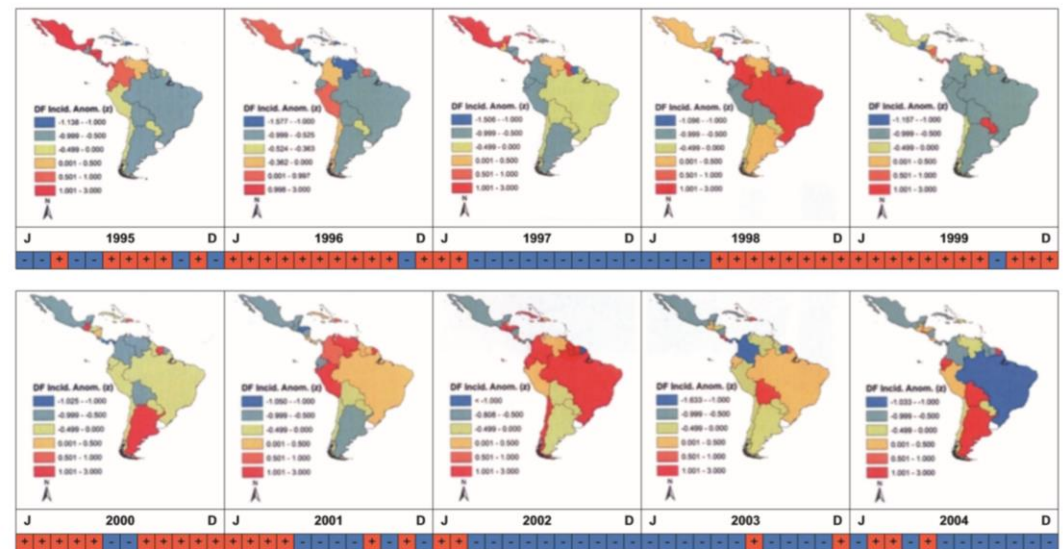 DF Incid. Anom. (z)
-1.138 - -1.000
-0.999 - -0.500
-0.499 - 0.000
0.001 - 0.500
0.501 - 1.000
1.001 - 3.000
N
J 1995 D
DF Incid. Anom. (z)
-1.577 - -1.000
-0.999 - -0.525
-0.524 - -0.363
-0.362 - 0.000
0.001 - 0.997
0.998 - 3.000
N
J 1996 D
DF Incid. Anom. (z)
-1.506 - -1.000
-0.999 - -0.500
-0.499 - 0.000
0.001 - 0.500
0.501 - 1.000
1.001 - 3.000
N
J 1997 D
DF Incid. Anom. (z)
-1.096 - -1.000
-0.999 - -0.500
-0.499 - 0.000
0.001 - 0.500
0.501 - 1.000
1.001 - 3.000
N
J 1998 D
DF Incid. Anom. (z)
-1.157 - -1.000
-0.999 - -0.500
-0.499 - 0.000
0.001 - 0.500
0.501 - 1.000
1.001 - 3.000
N
J 1999 D
- - + - - + + + + - + - + + + + + + + + + + - + + + - - - - - - - - - - - - - - + + + + + + + + + + + + + + + + - + + +
DF Incid. Anom. (z)
-1.025 - -1.000
-0.999 - -0.500
-0.499 - 0.000
0.001 - 0.500
0.501 - 1.000
1.001 - 3.000
N
J 2000 D
DF Incid. Anom. (z)
-1.050 - -1.000
-0.999 - -0.500
-0.499 - 0.000
0.001 - 0.500
0.501 - 1.000
1.001 - 3.000
N
J 2001 D
DF Incid. Anom. (z)
< -1.000
-0.808 - -0.500
-0.499 - 0.000
0.001 - 0.500
0.501 - 1.000
1.001 - 3.000
N
J 2002 D
DF Incid. Anom. (z)
-1.633 - -1.000
-0.999 - -0.500
-0.499 - 0.000
0.001 - 0.500
0.501 - 1.000
1.001 - 3.000
N
J 2003 D
DF Incid. Anom. (z)
-1.033 - -1.000
-0.999 - -0.500
-0.499 - 0.000
0.001 - 0.500
0.501 - 1.000
1.001 - 3.000
N
J 2004 D
+ + + + + - - + + + + + + + + + - - - - + - + - + + - - - - - - - - - - - - - - - - + - - - - + - + + - + - - - - - - -